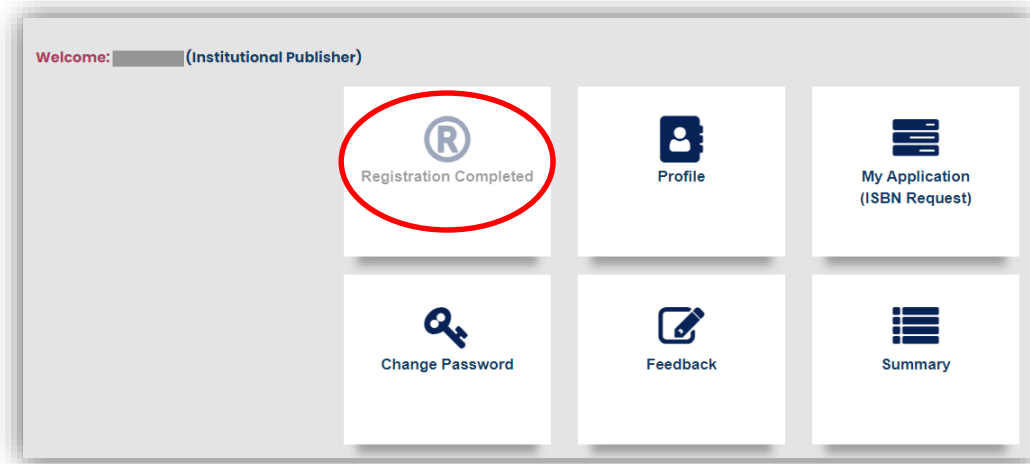 Welcome: (Institutional Publisher)
®
Registration Completed
Profile
My Application
(ISBN Request)
Change Password
Feedback
Summary